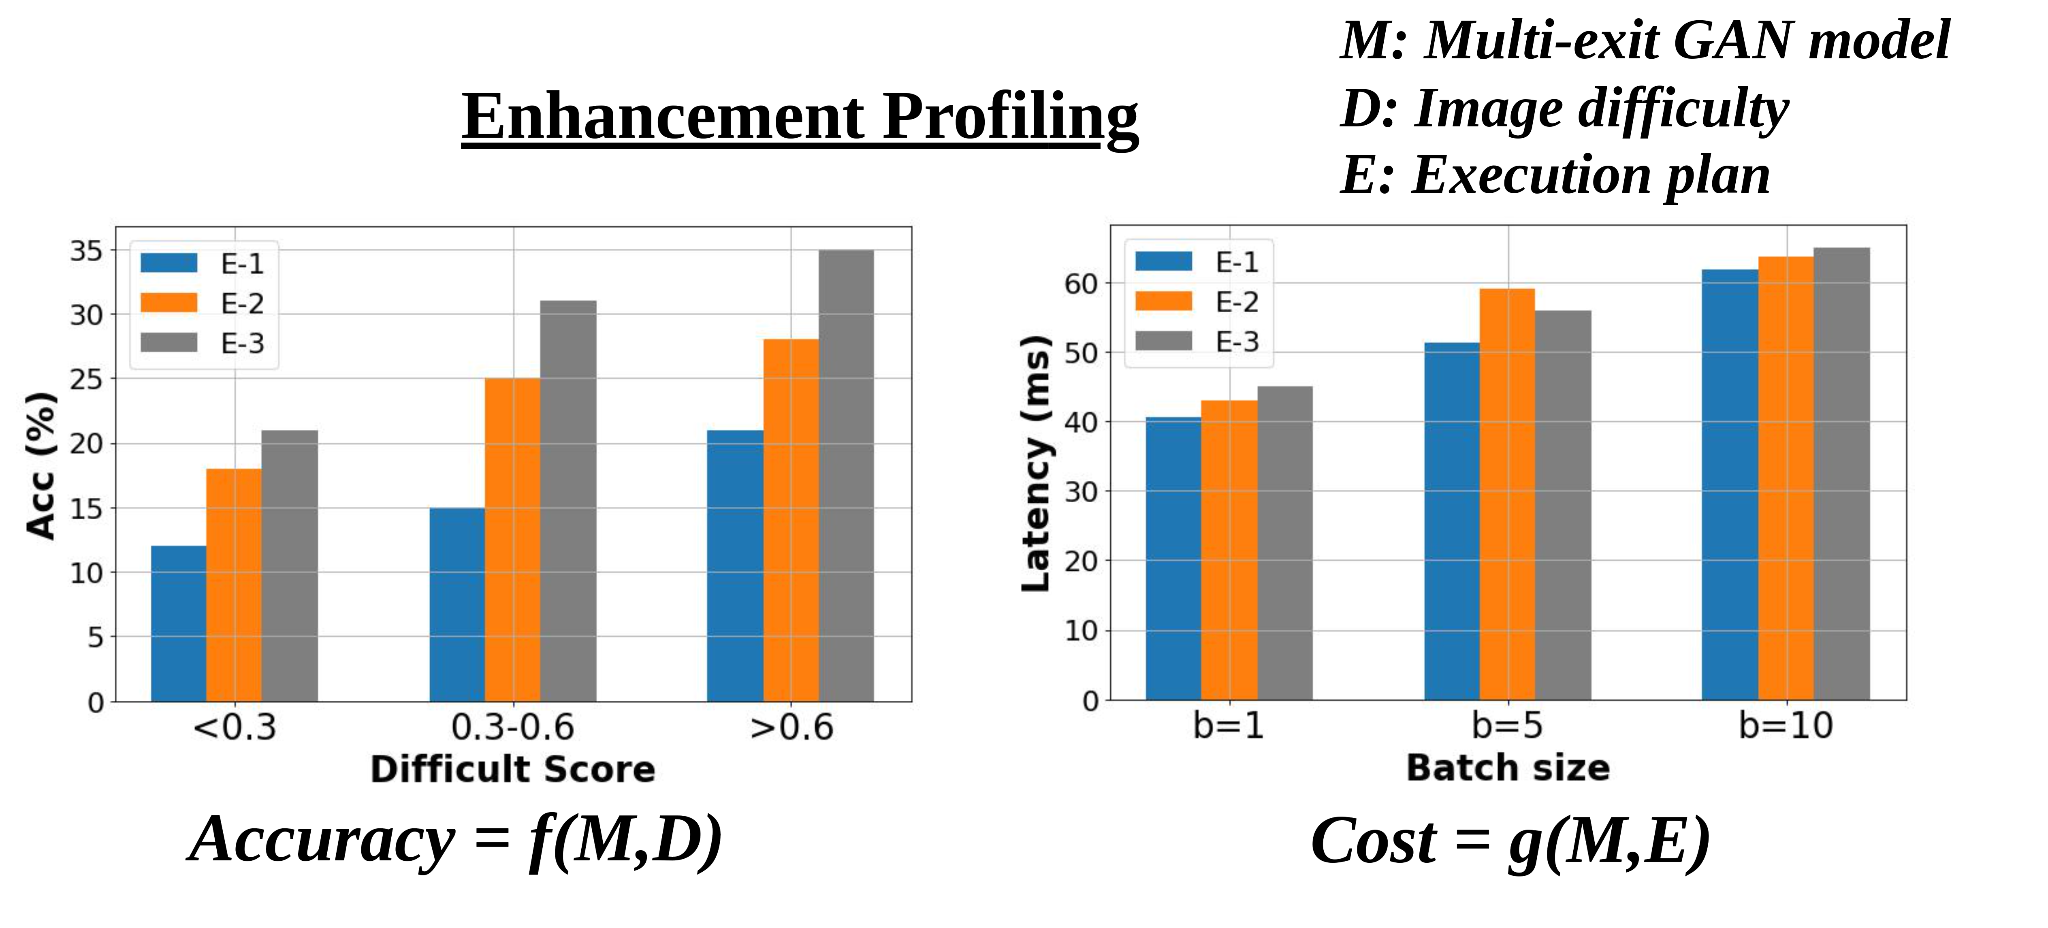 M: Multi-exit GAN model
D: Image difficulty
E: Execution plan
Enhancement Profiling
35
30
25
20
15
10
5
0
Acc (%)
E-1
E-2
E-3
<0.3
0.3-0.6
>0.6
Difficult Score
Accuracy = f(M,D)
60
50
40
30
20
10
0
Latency (ms)
E-1
E-2
E-3
b=1
b=5
b=10
Batch size
Cost = g(M,E)